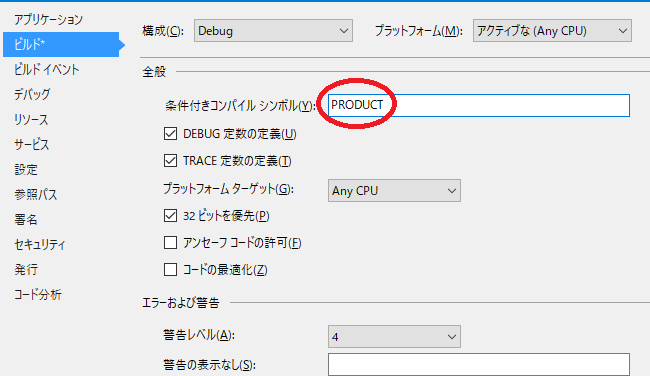 アプリケーション
ビルド*
ビルド イベント
デバッグ
リソース
サービス
設定
参照パス
署名
セキュリティ
発行
コード分析
構成(C): Debug プラットフォーム(M): アクティブな (Any CPU)
全般
条件付きコンパイル シンボル(Y): PRODUCT
DEBUG 定数の定義(U)
TRACE 定数の定義(T)
プラットフォーム ターゲット(G): Any CPU
32 ビットを優先(P)
アンセーフ コードの許可(F)
コードの最適化(Z)
エラーおよび警告
警告レベル(A): 4
警告の表示なし(S):